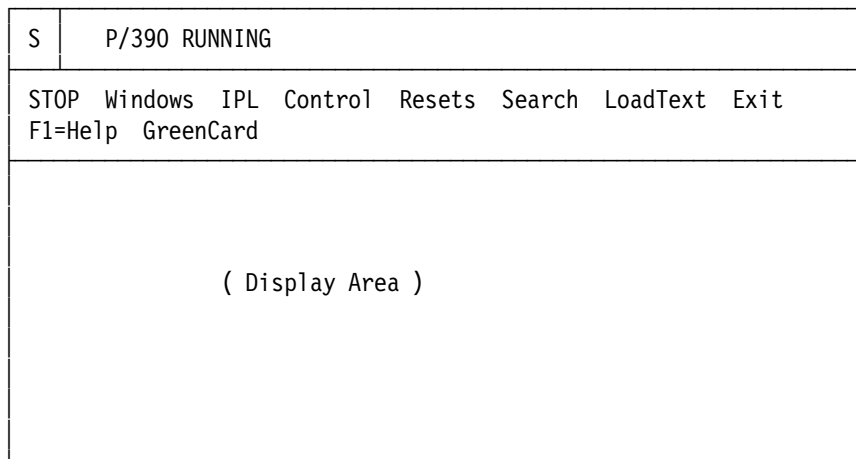 S P/390 RUNNING
STOP Windows IPL Control Resets Search LoadText Exit
F1=Help GreenCard
( Display Area )